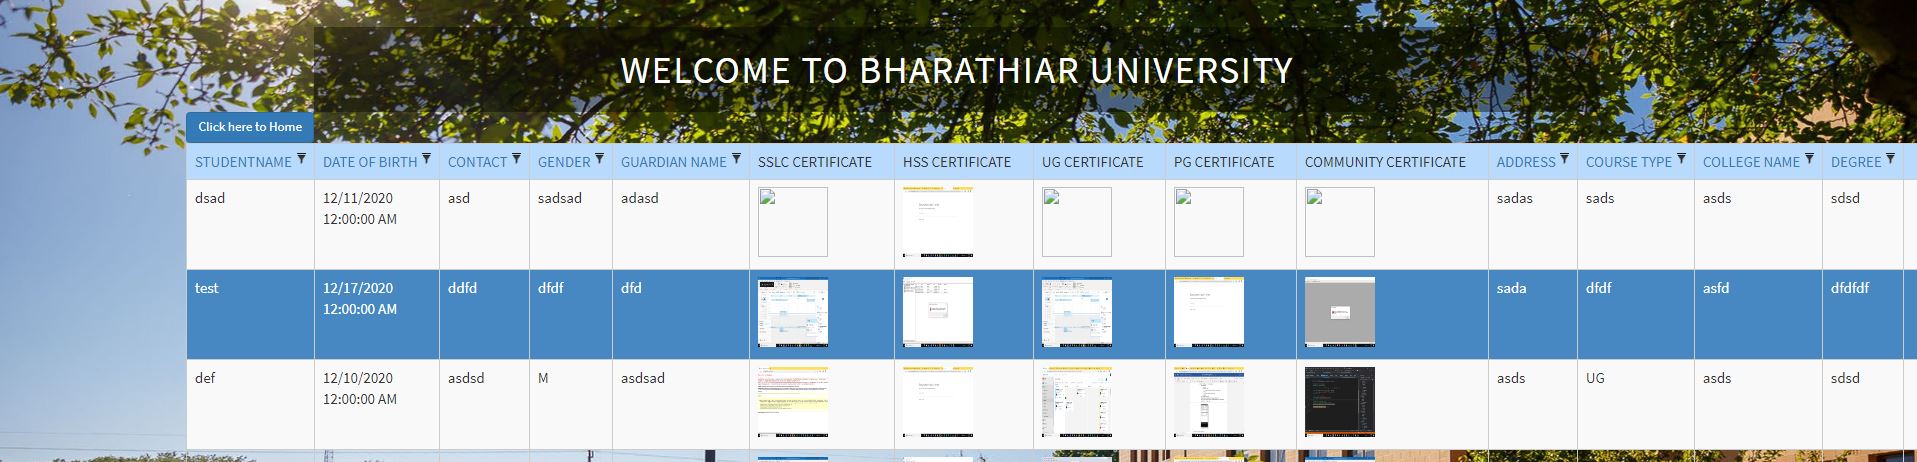 WELCOME TO BHARATHIAR UNIVERSITY
Click here to Home
STUDENTNAME DATE OF BIRTH CONTACT GENDER GUARDIAN NAME SSLC CERTIFICATE HSS CERTIFICATE UG CERTIFICATE PG CERTIFICATE COMMUNITY CERTIFICATE ADDRESS COURSE TYPE COLLEGE NAME DEGREE
dsad 12/11/2020 asd sadsad adasd sadas sads asds sdsd
12:00:00 AM
test 12/17/2020 ddfd dfdf dfd sada dfdf asfd dfdfdf
12:00:00 AM
def 12/10/2020 asdsd M asdsad asds UG asds sdsd
12:00:00 AM